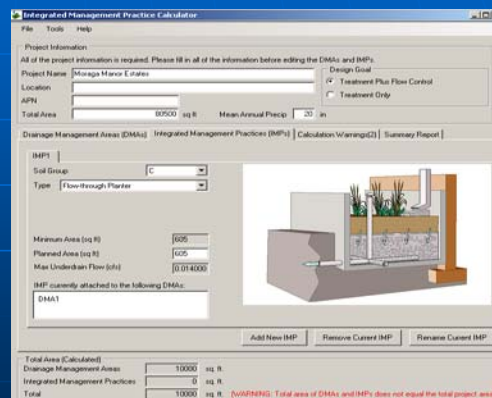 Integrated Management Practice Calculator
File Tools Help
Project Information
All of the project information is required. Please fill in all of the information before editing the DMAs and IMPs.
Project Name Moraga Manor Estates
Design Goal
Location
Treatment Plus Flow Control
APN
Treatment Only
Total Area 80500 sq ft Mean Annual Precip 20 in
Drainage Management Areas (DMAs) Integrated Management Practices (IMPs) Calculation Warnings(2) Summary Report
IMP1
Soil Group C
Type Flow-through Planter
Minimum Area (sq ft) 605
Planned Area (sq ft) 605
Max Underdrain Flow (cfs) 0.014000
IMP currently attached to the following DMAs:
DMA1
Add New IMP Remove Current IMP Rename Current IMP
Total Area (Calculated)
Drainage Management Areas 10000 sq. ft.
Integrated Management Practices 0 sq. ft.
Total 10000 sq. ft. (WARNING: Total area of DMAs and IMPs does not equal the total project area